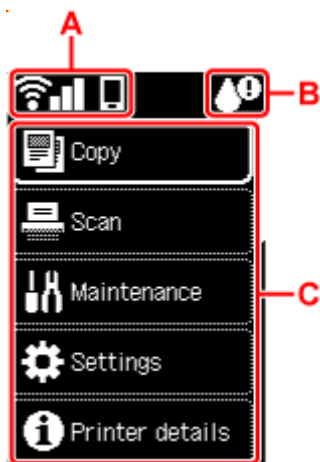 A
B
Copy
Scan
Maintenance
C
Settings
Printer details